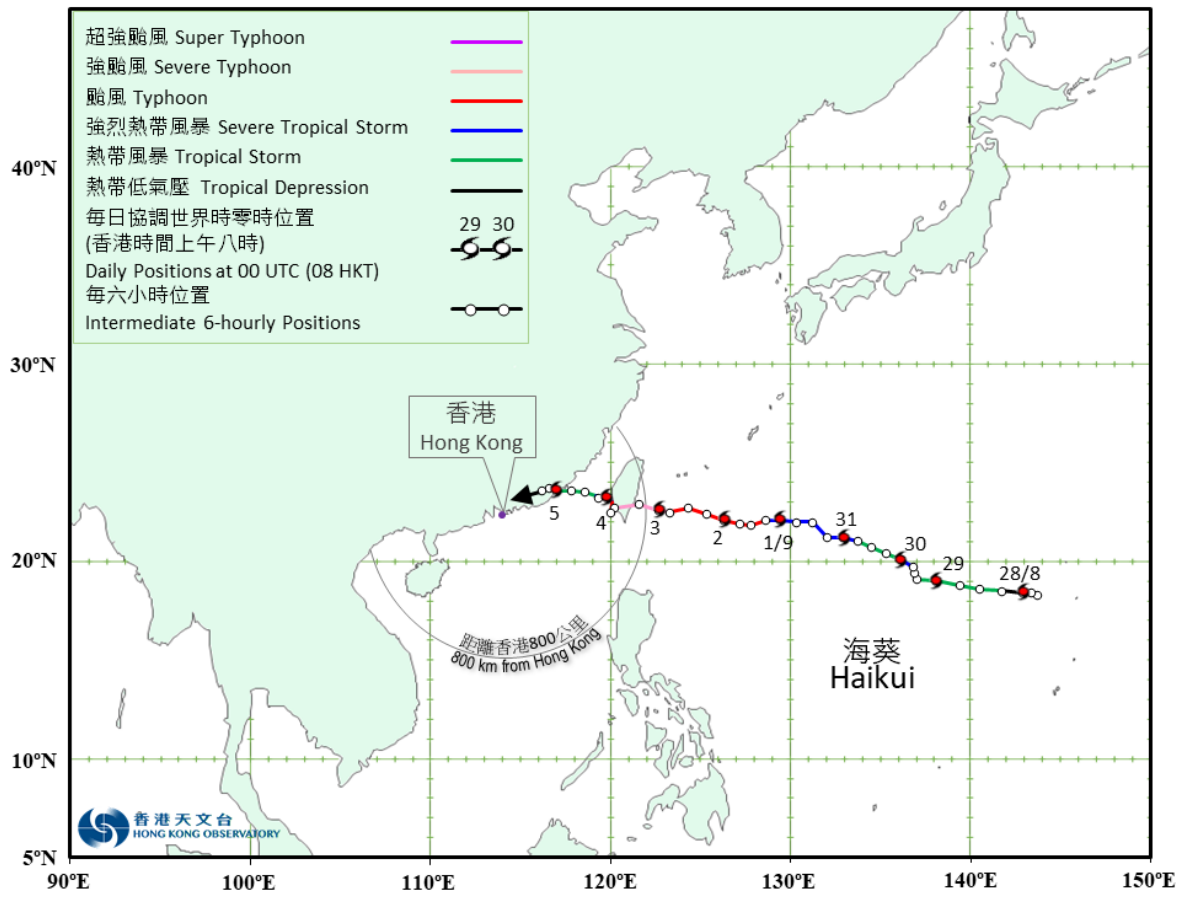 超強颱風 Super Typhoon
強颱風 Severe Typhoon
颱風 Typhoon
強烈熱帶風暴 Severe Tropical Storm
熱帶風暴 Tropical Storm
熱帶低氣壓 Tropical Depression
每日協調世界時零時位置
(香港時間上午八時)
29 30
Daily Positions at 00 UTC (08 HKT)
每六小時位置
Intermediate 6-hourly Positions
40°N
30°N
20°N
10°N
5°N
香港
Hong Kong
5
4
3
2
1/9
31
30
29
28/8
距離香港800公里
800 km from Hong Kong
海葵
Haikui
香港天文台
HONG KONG OBSERVATORY
90°E
100°E
110°E
120°E
130°E
140°E
150°E